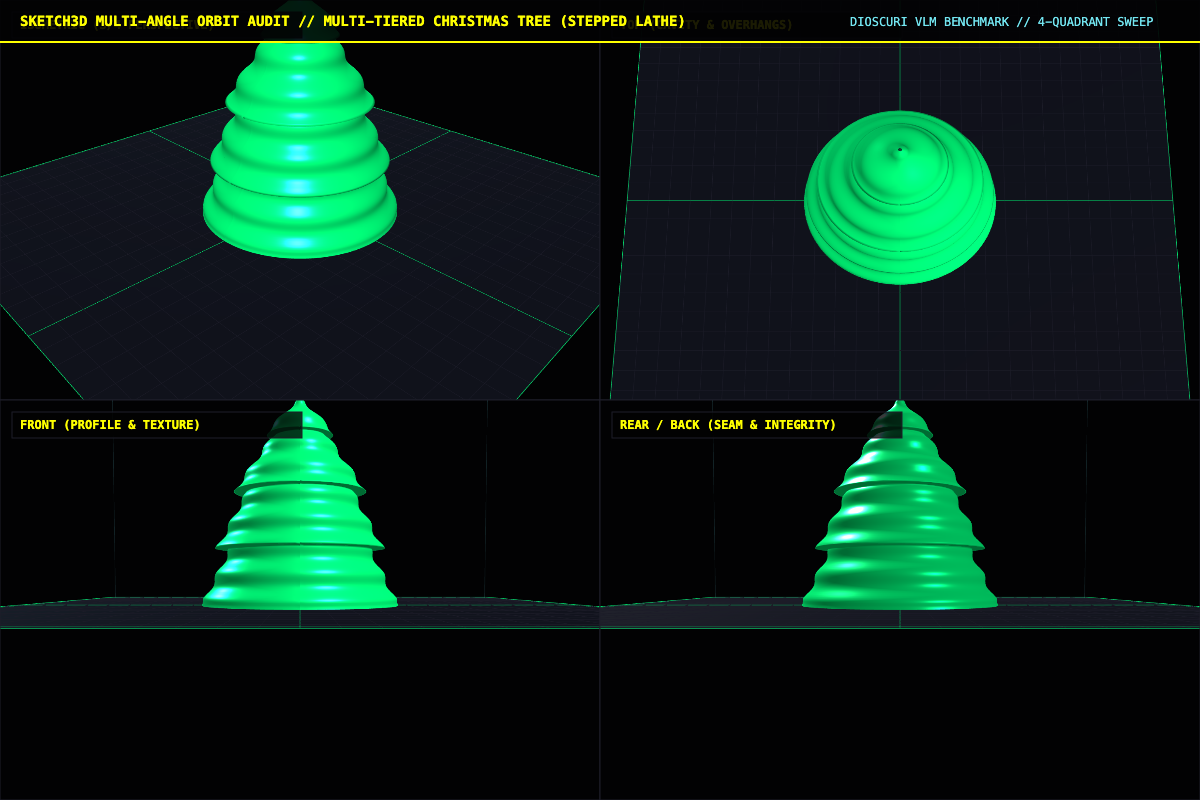 SKETCH3D MULTI-ANGLE ORBIT AUDIT // MULTI-TIERED CHRISTMAS TREE (STEPPED LATHE)
DIOSCURI VLM BENCHMARK // 4-QUADRANT SWEEP
& OVERHANGS)
FRONT (PROFILE & TEXTURE)
REAR / BACK (SEAM & INTEGRITY)